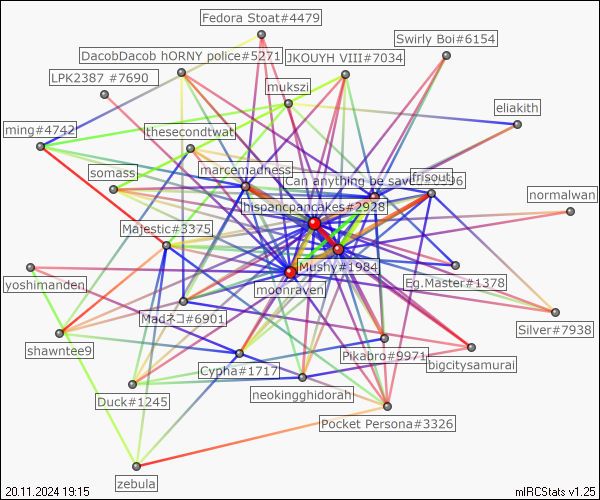 Fedora Stoat#4479
Swirly Boi#6154
DacobDacob hORNY police#5271
JKOUYH VIII#7034
LPK2387 #7690
mukszi
eliakith
ming#4742
thesecondtwat
marcemadness
somass
Can anything be save
frisout
normalwan
hispancpancakes#2928
Majestic#3375
Mushy#1984
Eg.Master#1378
yoshimanden
moonraven
Madネコ#6901
Silver#7938
shawntee9
Pikabro#9971
bigcitysamurai
Cypha#1717
neokingghidorah
Duck#1245
Pocket Persona#3326
zebula
20.11.2024 19:15
mIRCStats v1.25